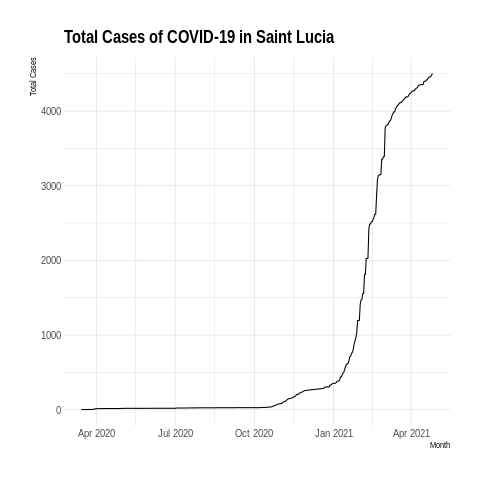 Total Cases of COVID-19 in Saint Lucia
Total Cases
4000
3000
2000
1000
0
Apr 2020 Jul 2020 Oct 2020 Jan 2021 Apr 2021
Month